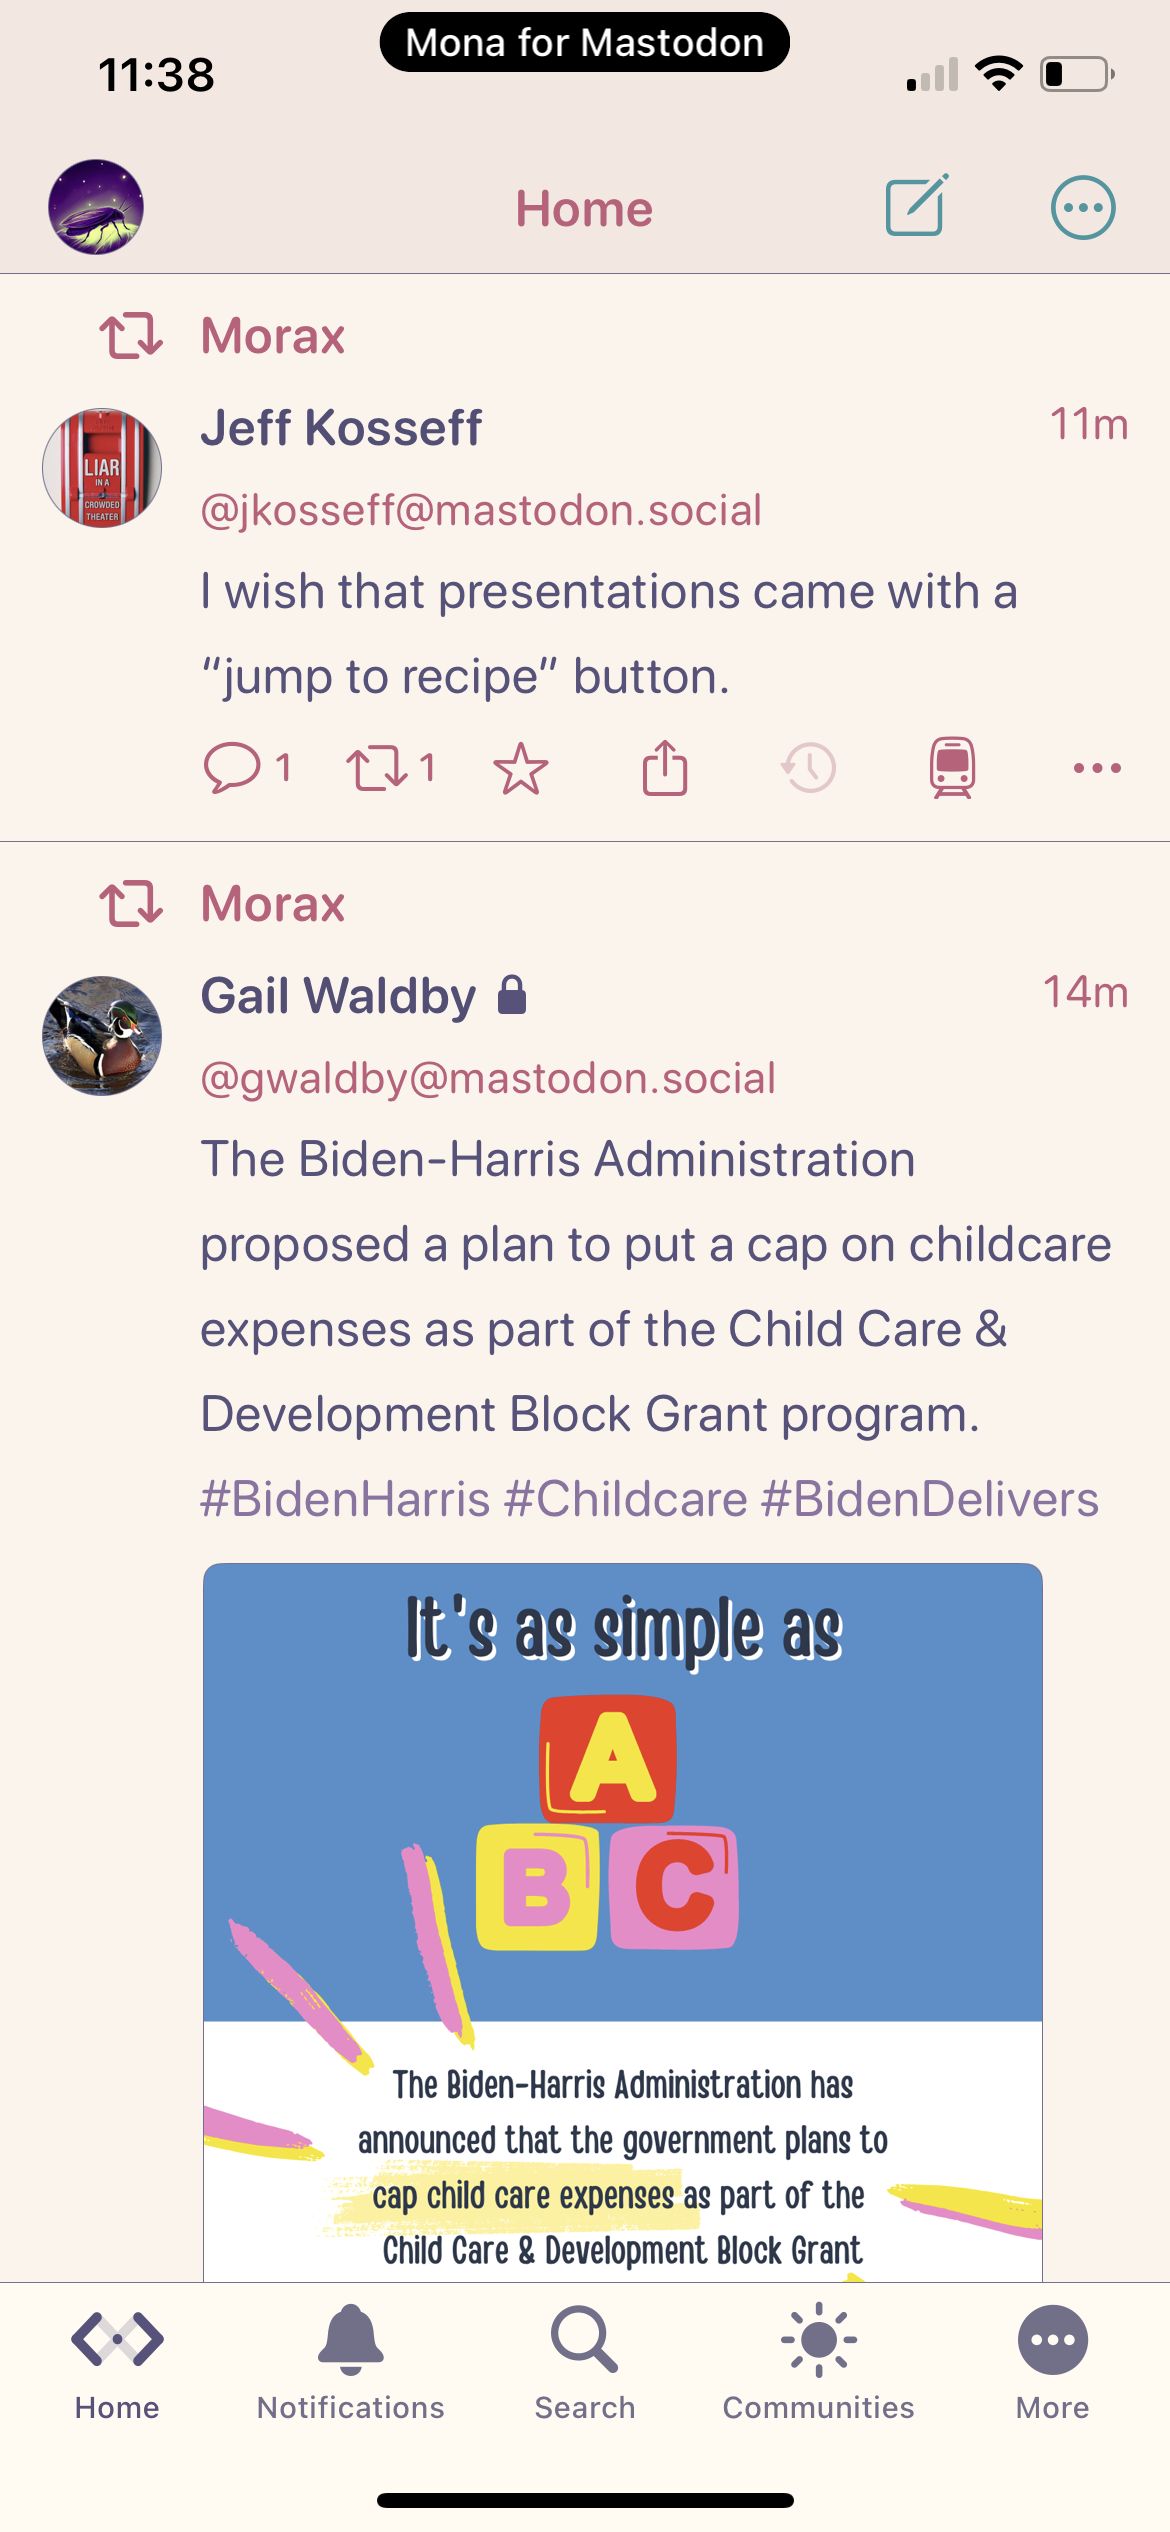 Mona for Mastodon
11:38
Home
Morax
Jeff Kosseff
11m
@jkosseff@mastodon.social
LIAR
IN A
CROWDED
THEATER
I wish that presentations came with a
“jump to recipe” button.
1
1
Morax
Gail Waldby
14m
@gwaldby@mastodon.social
The Biden-Harris Administration
proposed a plan to put a cap on childcare
expenses as part of the Child Care &
Development Block Grant program.
#BidenHarris #Childcare #BidenDelivers
It's as simple as
A
B C
The Biden-Harris Administration has
announced that the government plans to
cap child care expenses as part of the
Child Care & Development Block Grant
Home
Notifications
Search
Communities
More